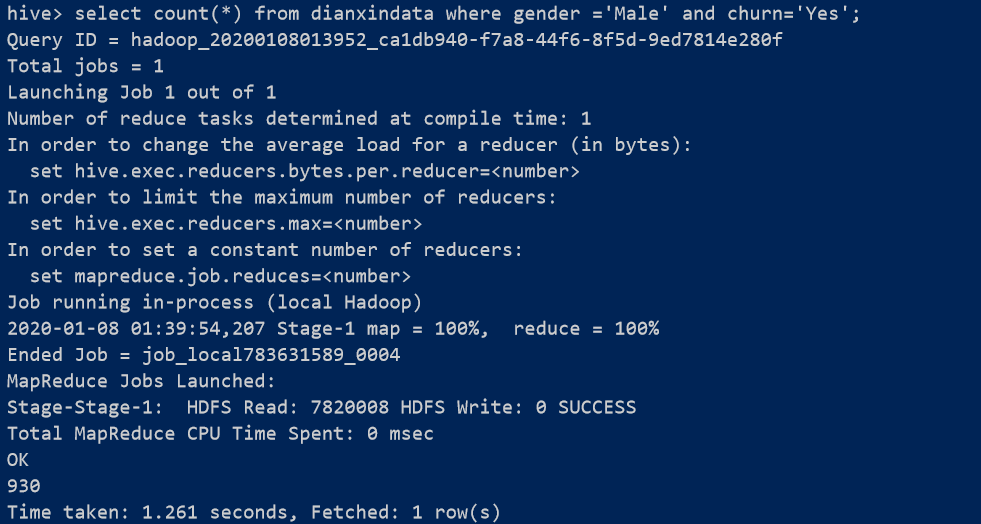 hive> select count(*) from dianxindata where gender ='Male' and churn='Yes';
Query ID = hadoop_20200108013952_ca1db940-f7a8-44f6-8f5d-9ed7814e280f
Total jobs = 1
Launching Job 1 out of 1
Number of reduce tasks determined at compile time: 1
In order to change the average load for a reducer (in bytes):
  set hive.exec.reducers.bytes.per.reducer=<number>
In order to limit the maximum number of reducers:
  set hive.exec.reducers.max=<number>
In order to set a constant number of reducers:
  set mapreduce.job.reduces=<number>
Job running in-process (local Hadoop)
2020-01-08 01:39:54,207 Stage-1 map = 100%,  reduce = 100%
Ended Job = job_local783631589_0004
MapReduce Jobs Launched:
Stage-Stage-1:  HDFS Read: 7820008 HDFS Write: 0 SUCCESS
Total MapReduce CPU Time Spent: 0 msec
OK
930
Time taken: 1.261 seconds, Fetched: 1 row(s)